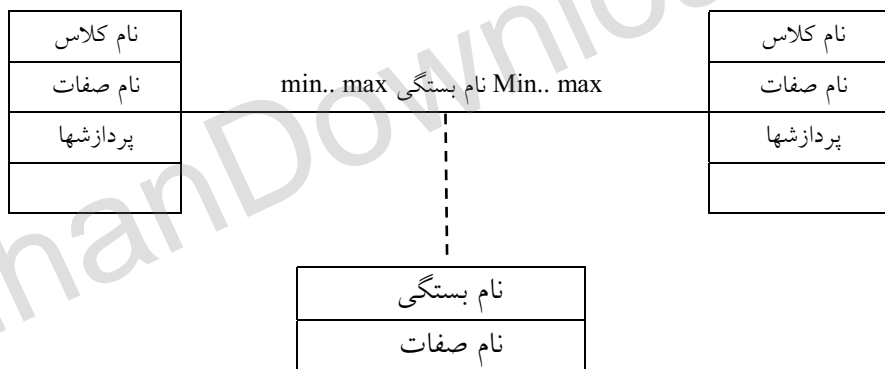 نام کلاس
نام صفات
پردازشها
min.. max نام بستگی Min.. max
نام کلاس
نام صفات
پردازشها
نام بستگی
نام صفات